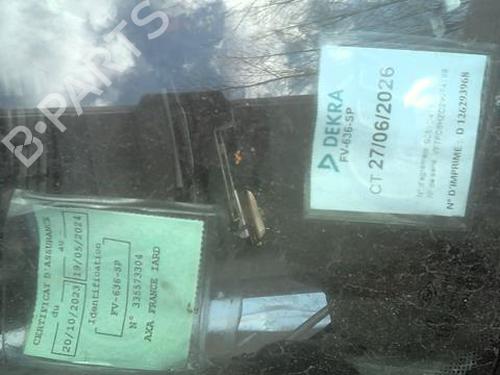 B-PARTS
DEKRA
FV-636-SP
CT 27/06/2026
N° D'IMPRIME : D 126293968
CERTIFICAT D'ASSURANCE
du au
20/10/2023 19/05/2024
Identification
FV-636-SP
N° 335573304
AXA FRANCE IARD